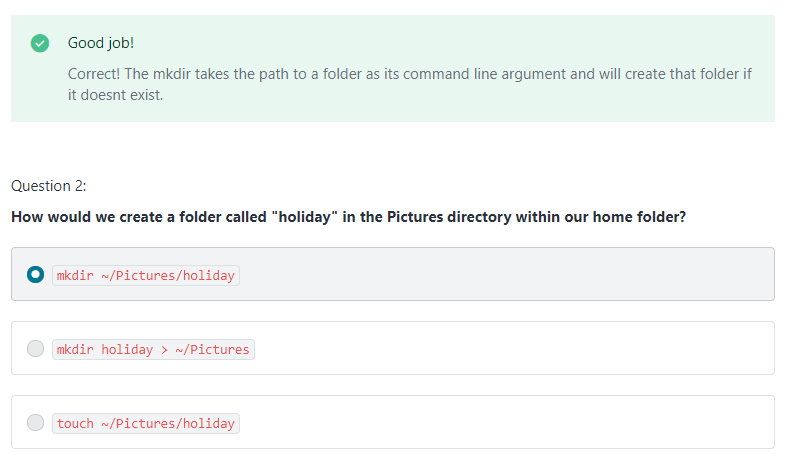 Good job!
Correct! The mkdir takes the path to a folder as its command line argument and will create that folder if
it doesnt exist.
Question 2:
How would we create a folder called "holiday" in the Pictures directory within our home folder?
mkdir ~/Pictures/holiday
mkdir holiday > ~/Pictures
touch ~/Pictures/holiday